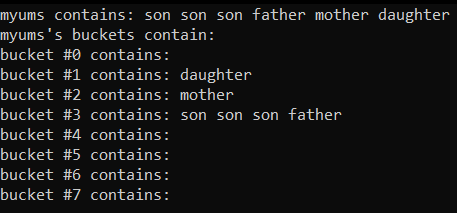 myums contains: son son son father mother daughter
myums's buckets contain:
bucket #0 contains:
bucket #1 contains: daughter
bucket #2 contains: mother
bucket #3 contains: son son son father
bucket #4 contains:
bucket #5 contains:
bucket #6 contains:
bucket #7 contains: